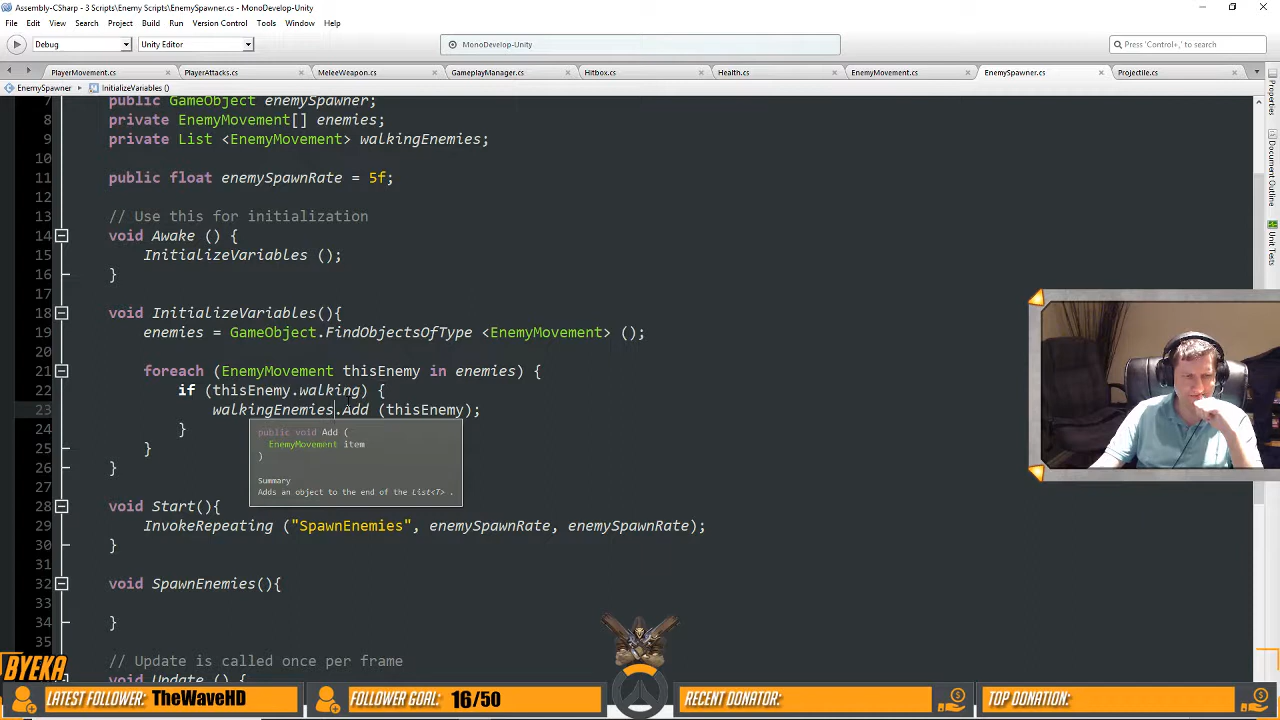 Assembly-CSharp - 3 Scripts\Enemy Scripts\EnemySpawner.cs - MonoDevelop-Unity
File Edit View Search Project Build Run Version Control Tools Window Help
Debug Unity Editor MonoDevelop-Unity Press 'Control+,' to search
PlayerMovement.cs PlayerAttacks.cs MeleeWeapon.cs GameplayManager.cs Hitbox.cs Health.cs EnemyMovement.cs EnemySpawner.cs Projectile.cs
EnemySpawner InitializeVariables ()
7 public GameObject enemySpawner;
8 private EnemyMovement[] enemies;
9 private List <EnemyMovement> walkingEnemies;
10
11 public float enemySpawnRate = 5f;
12
13 // Use this for initialization
14 void Awake () {
15 InitializeVariables ();
16 }
17
18 void InitializeVariables(){
19 enemies = GameObject.FindObjectsOfType <EnemyMovement> ();
20
21 foreach (EnemyMovement thisEnemy in enemies) {
22 if (thisEnemy.walking) {
23 walkingEnemies.Add (thisEnemy);
24 }
25 }
26 }
27
28 void Start(){
29 InvokeRepeating ("SpawnEnemies", enemySpawnRate, enemySpawnRate);
30 }
31
32 void SpawnEnemies(){
33
34 }
35
// Update is called once per frame
void Update () {
public void Add (
EnemyMovement item
)
Summary
Adds an object to the end of the List<T> .
Properties
Document Outline
Unit Tests
BYEKA
LATEST FOLLOWER: TheWaveHD
FOLLOWER GOAL: 16/50
RECENT DONATOR:
TOP DONATION: